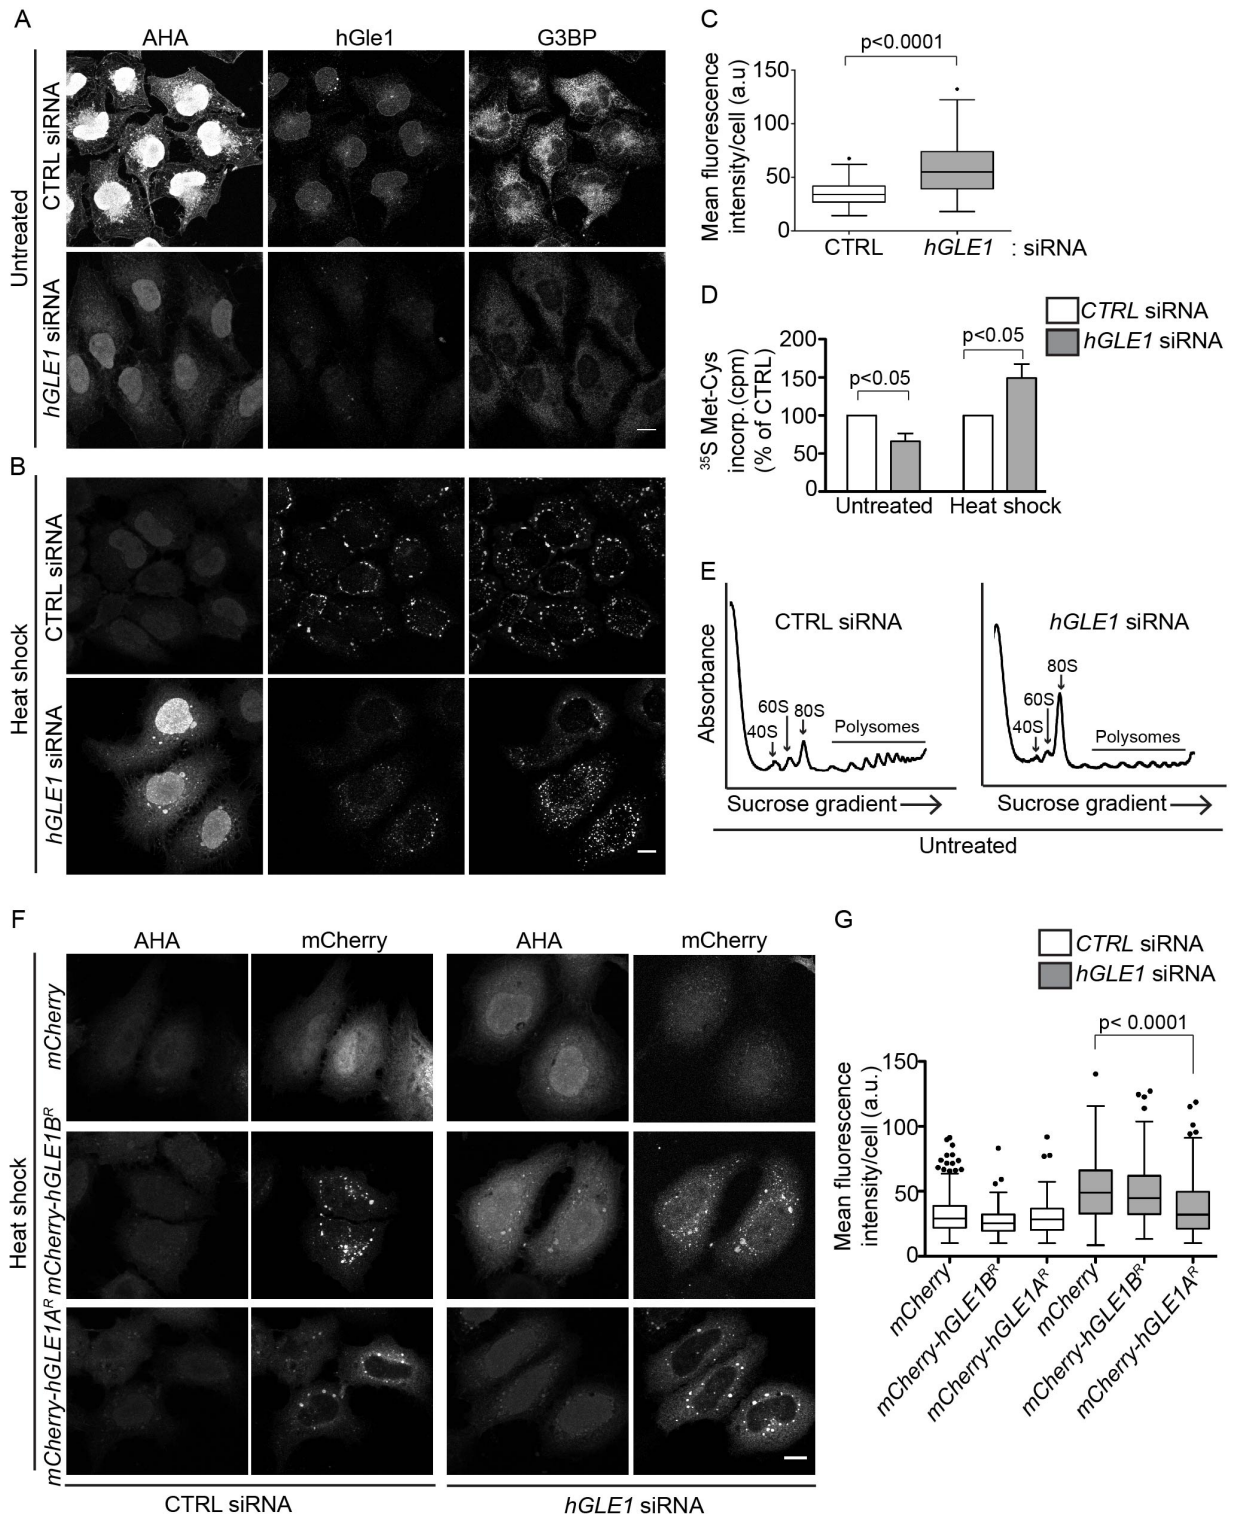 A
AHA hGle1 G3BP
Untreated
CTRL siRNA
hGLE1 siRNA
B
Heat shock
CTRL siRNA
hGLE1 siRNA
C
p<0.0001
Mean fluorescence
intensity/cell (a.u)
150
100
50
0
CTRL hGLE1 : siRNA
D
CTRL siRNA
hGLE1 siRNA
35S Met-Cys
incorp.(cpm)
(% of CTRL)
200
150
100
50
0
p<0.05
p<0.05
Untreated Heat shock
E
Absorbance
CTRL siRNA
40S
60S
80S
Polysomes
Sucrose gradient
hGLE1 siRNA
40S
60S
80S
Polysomes
Sucrose gradient
Untreated
F
AHA mCherry AHA mCherry
Heat shock
mCherry
mCherry-hGLE1BR
mCherry-hGLE1AR
CTRL siRNA hGLE1 siRNA
G
CTRL siRNA
hGLE1 siRNA
p< 0.0001
Mean fluorescence
intensity/cell (a.u.)
150
100
50
0
mCherry
mCherry-hGLE1BR
mCherry-hGLE1AR
mCherry
mCherry-hGLE1BR
mCherry-hGLE1AR